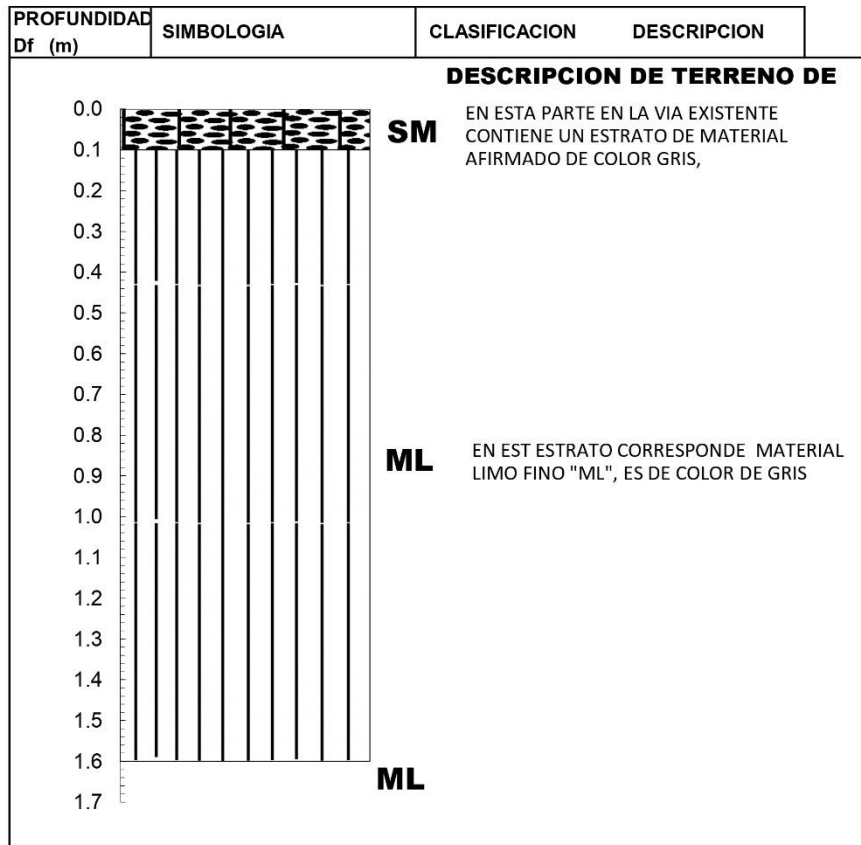 PROFUNDIDAD
Df (m)
SIMBOLOGIA
CLASIFICACION
DESCRIPCION
DESCRIPCION DE TERRENO DE
0.0
SM
EN ESTA PARTE EN LA VIA EXISTENTE
CONTIENE UN ESTRATO DE MATERIAL
AFIRMADO DE COLOR GRIS,
0.1
0.2
0.3
0.4
0.5
0.6
0.7
0.8
ML
EN EST ESTRATO CORRESPONDE MATERIAL
LIMO FINO "ML", ES DE COLOR DE GRIS
0.9
1.0
1.1
1.2
1.3
1.4
1.5
1.6
ML
1.7